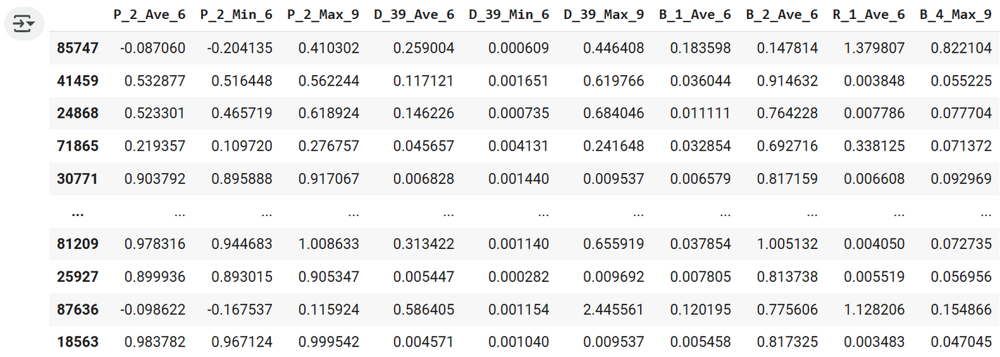 P_2_Ave_6 P_2_Min_6 P_2_Max_9 D_39_Ave_6 D_39_Min_6 D_39_Max_9 B_1_Ave_6 B_2_Ave_6 R_1_Ave_6 B_4_Max_9
85747 -0.087060 -0.204135 0.410302 0.259004 0.000609 0.446408 0.183598 0.147814 1.379807 0.822104
41459 0.532877 0.516448 0.562244 0.117121 0.001651 0.619766 0.036044 0.914632 0.003848 0.055225
24868 0.523301 0.465719 0.618924 0.146226 0.000735 0.684046 0.011111 0.764228 0.007786 0.077704
71865 0.219357 0.109720 0.276757 0.045657 0.004131 0.241648 0.032854 0.692716 0.338125 0.071372
30771 0.903792 0.895888 0.917067 0.006828 0.001440 0.009537 0.006579 0.817159 0.006608 0.092969
... ... ... ... ... ... ... ... ... ... ...
81209 0.978316 0.944683 1.008633 0.313422 0.001140 0.655919 0.037854 1.005132 0.004050 0.072735
25927 0.899936 0.893015 0.905347 0.005447 0.000282 0.009692 0.007805 0.813738 0.005519 0.056956
87636 -0.098622 -0.167537 0.115924 0.586405 0.001154 2.445561 0.120195 0.775606 1.128206 0.154866
18563 0.983782 0.967124 0.999542 0.004571 0.001040 0.009537 0.005458 0.817325 0.003483 0.047045